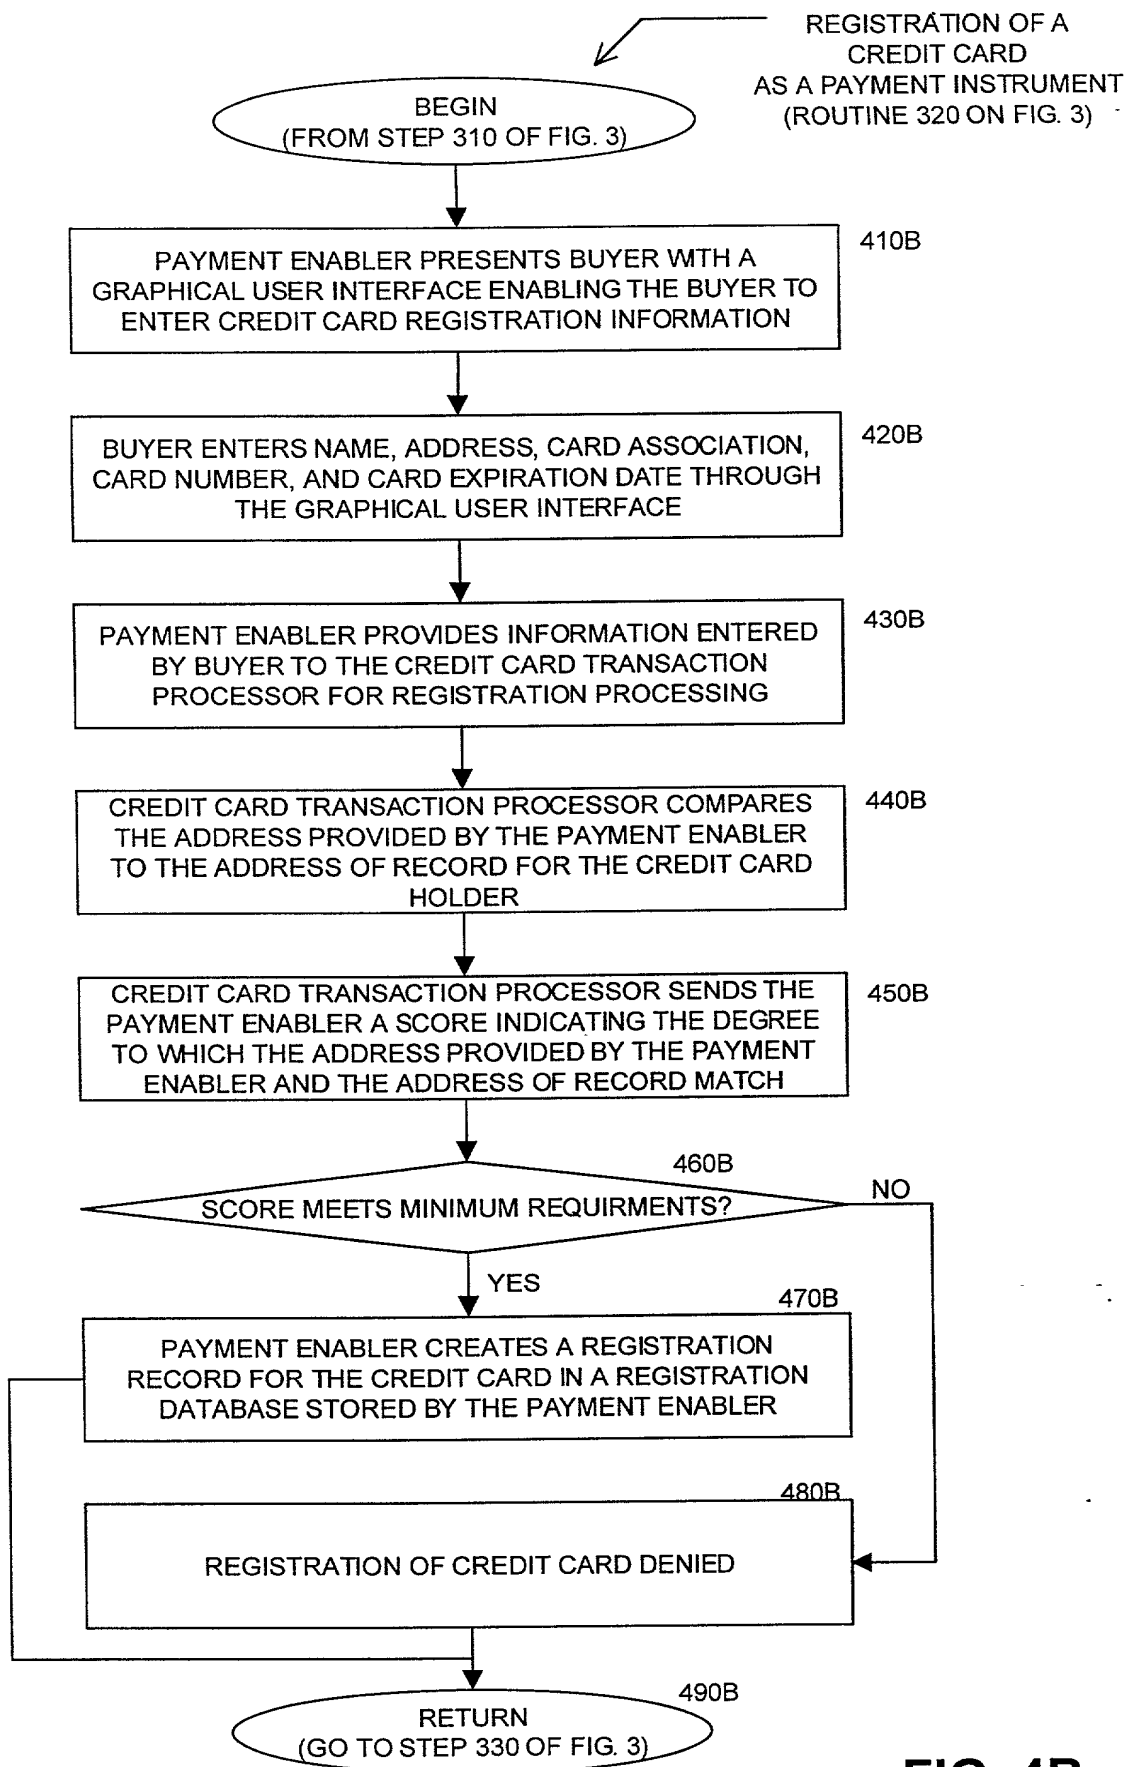 REGISTRATION OF A
CREDIT CARD
AS A PAYMENT INSTRUMENT
(ROUTINE 320 ON FIG. 3)
BEGIN
(FROM STEP 310 OF FIG. 3)
410B
PAYMENT ENABLER PRESENTS BUYER WITH A
GRAPHICAL USER INTERFACE ENABLING THE BUYER TO
ENTER CREDIT CARD REGISTRATION INFORMATION
420B
BUYER ENTERS NAME, ADDRESS, CARD ASSOCIATION,
CARD NUMBER, AND CARD EXPIRATION DATE THROUGH
THE GRAPHICAL USER INTERFACE
430B
PAYMENT ENABLER PROVIDES INFORMATION ENTERED
BY BUYER TO THE CREDIT CARD TRANSACTION
PROCESSOR FOR REGISTRATION PROCESSING
440B
CREDIT CARD TRANSACTION PROCESSOR COMPARES
THE ADDRESS PROVIDED BY THE PAYMENT ENABLER
TO THE ADDRESS OF RECORD FOR THE CREDIT CARD
HOLDER
450B
CREDIT CARD TRANSACTION PROCESSOR SENDS THE
PAYMENT ENABLER A SCORE INDICATING THE DEGREE
TO WHICH THE ADDRESS PROVIDED BY THE PAYMENT
ENABLER AND THE ADDRESS OF RECORD MATCH
460B
SCORE MEETS MINIMUM REQUIRMENTS?
NO
YES
470B
PAYMENT ENABLER CREATES A REGISTRATION
RECORD FOR THE CREDIT CARD IN A REGISTRATION
DATABASE STORED BY THE PAYMENT ENABLER
480B
REGISTRATION OF CREDIT CARD DENIED
490B
RETURN
(GO TO STEP 330 OF FIG. 3)
FIG. 4B